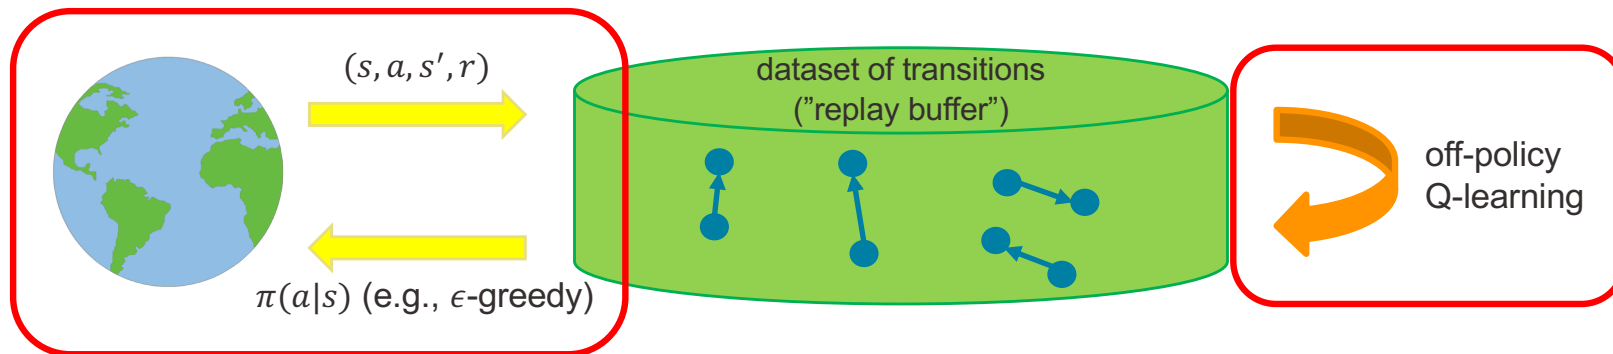 (s, a, s′, r)
π(a|s) (e.g., ϵ-greedy)
dataset of transitions
(”replay buffer”)
off-policy
Q-learning